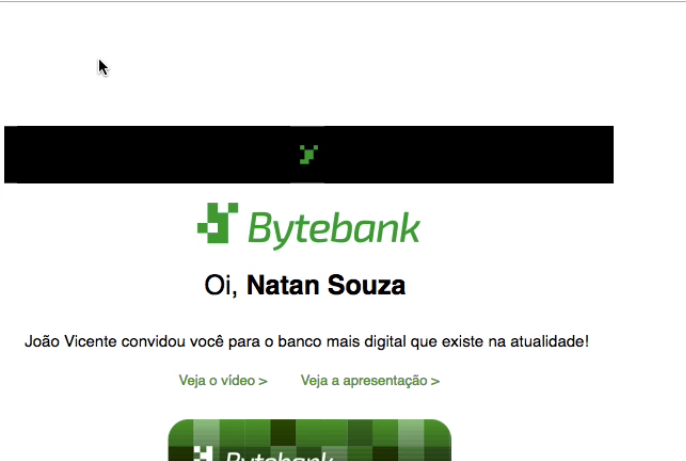 Bytebank
Oi, Natan Souza
João Vicente convidou você para o banco mais digital que existe na atualidade!
Veja o vídeo > Veja a apresentação >
Bytebank